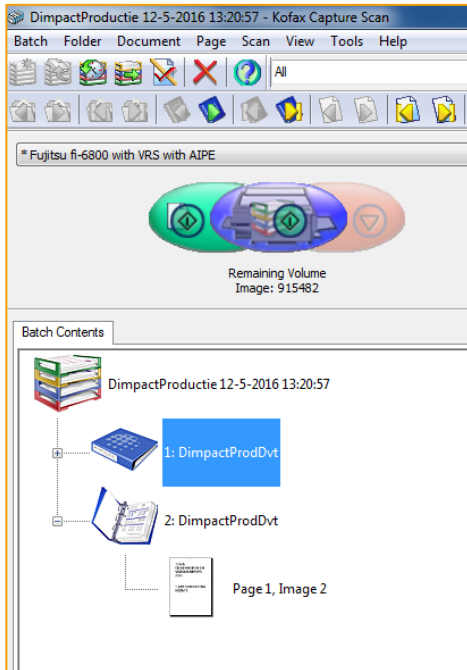 DimpactProductie 12-5-2016 13:20:57 - Kofax Capture Scan
Batch Folder Document Page Scan View Tools Help
All
* Fujitsu fi-6800 with VRS with AIPE
Remaining Volume
Image: 915482
Batch Contents
DimpactProductie 12-5-2016 13:20:57
1: DimpactProdDvt
2: DimpactProdDvt
Page 1, Image 2